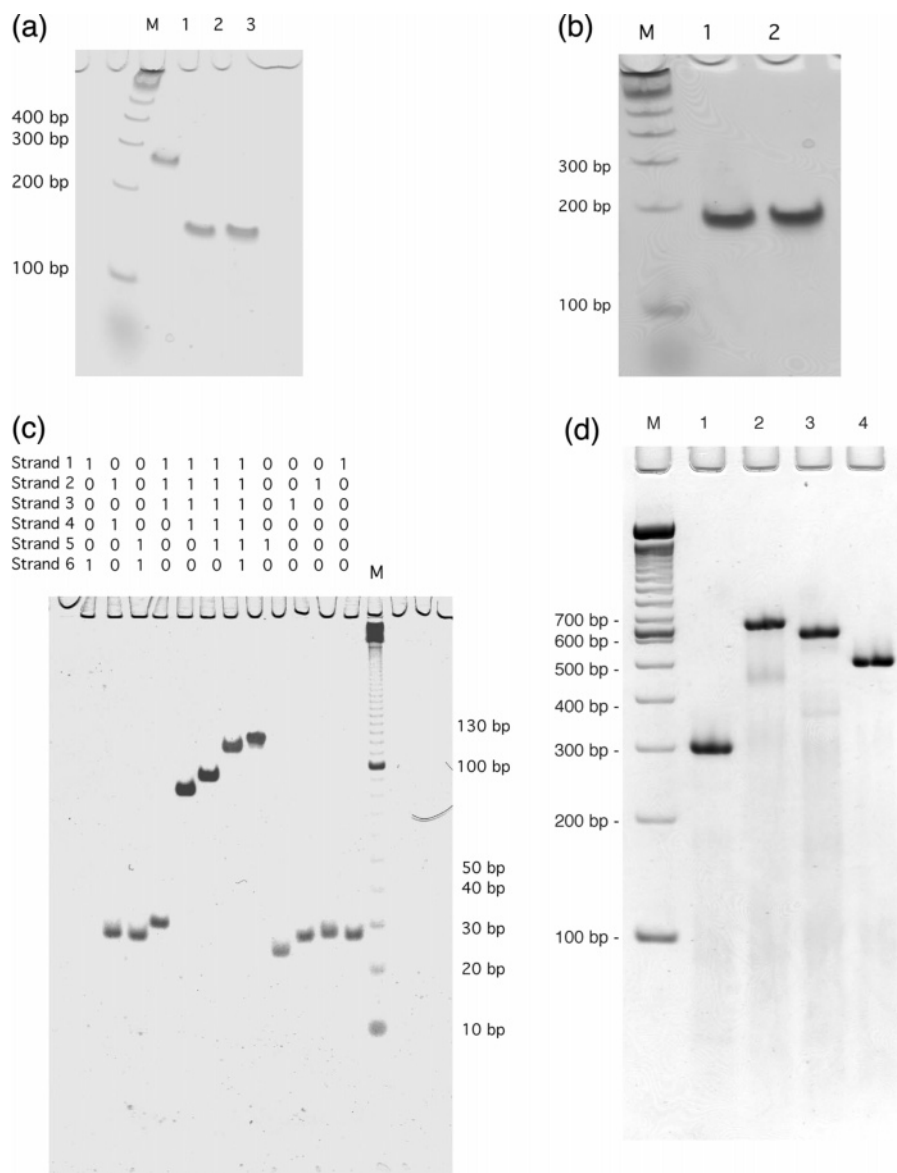 (a)
M 1 2 3
400 bp
300 bp
200 bp
100 bp
(b)
M 1 2
300 bp
200 bp
100 bp
(c)
Strand 1 1 0 0 1 1 1 1 0 0 0 1
Strand 2 0 1 0 1 1 1 1 0 0 1 0
Strand 3 0 0 0 1 1 1 1 0 1 0 0
Strand 4 0 1 0 0 1 1 1 0 0 0 0
Strand 5 0 0 1 0 0 1 1 1 0 0 0
Strand 6 1 0 1 0 0 0 1 0 0 0 0
M
130 bp
100 bp
50 bp
40 bp
30 bp
20 bp
10 bp
(d)
M 1 2 3 4
700 bp -
600 bp -
500 bp -
400 bp -
300 bp -
200 bp -
100 bp -